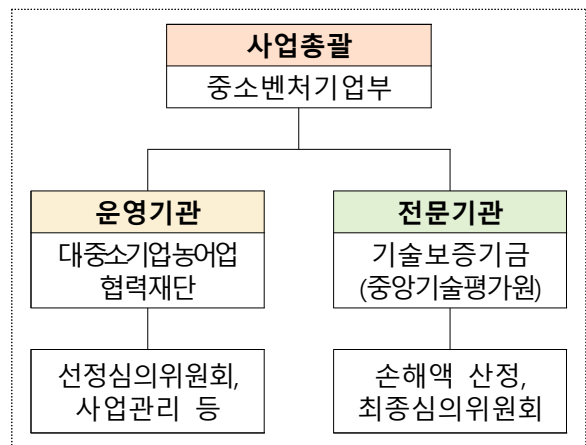 사업총괄
중소벤처기업부
운영기관
대중소기업농어업
협력재단
전문기관
기술보증기금
(중앙기술평가원)
선정심의위원회,
사업관리 등
손해액 산정,
최종심의위원회